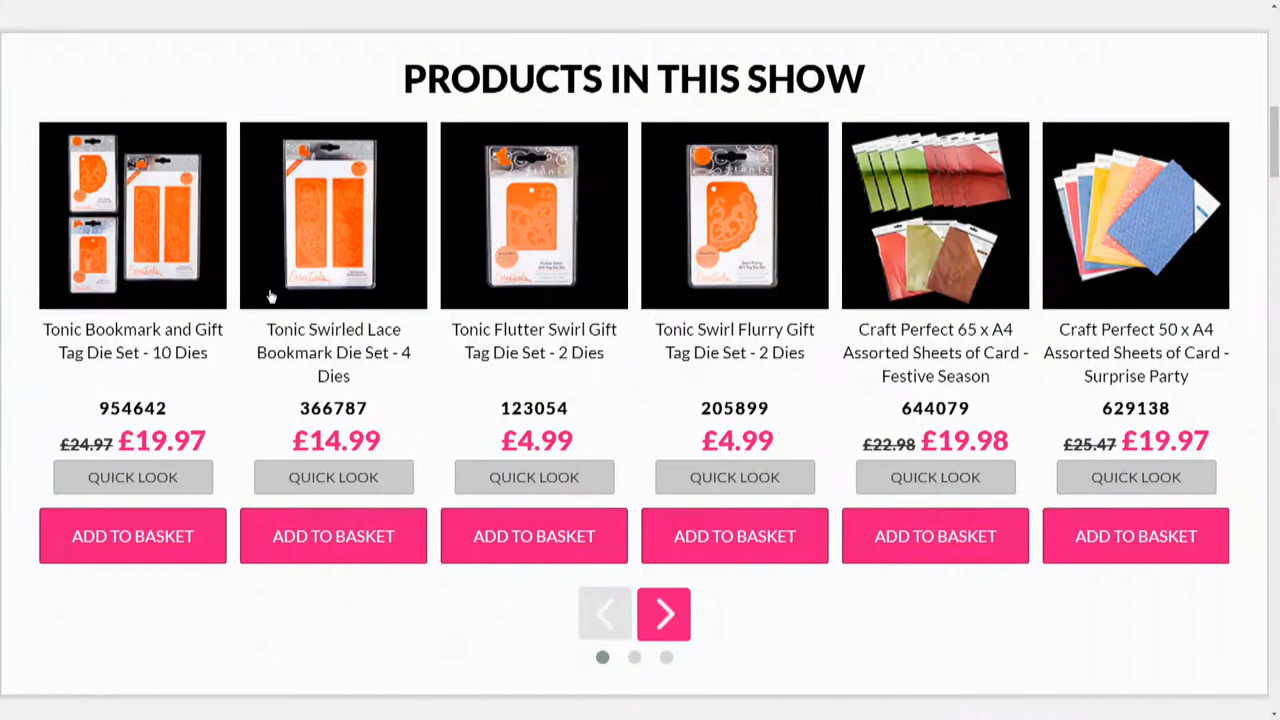 PRODUCTS IN THIS SHOW
Tonic Bookmark and Gift
Tag Die Set - 10 Dies
954642
£24.97 £19.97
QUICK LOOK
ADD TO BASKET
Tonic Swirled Lace
Bookmark Die Set - 4
Dies
366787
£14.99
QUICK LOOK
ADD TO BASKET
Tonic Flutter Swirl Gift
Tag Die Set - 2 Dies
123054
£4.99
QUICK LOOK
ADD TO BASKET
Tonic Swirl Flurry Gift
Tag Die Set - 2 Dies
205899
£4.99
QUICK LOOK
ADD TO BASKET
Craft Perfect 65 x A4
Assorted Sheets of Card -
Festive Season
644079
£22.98 £19.98
QUICK LOOK
ADD TO BASKET
Craft Perfect 50 x A4
Assorted Sheets of Card -
Surprise Party
629138
£25.47 £19.97
QUICK LOOK
ADD TO BASKET